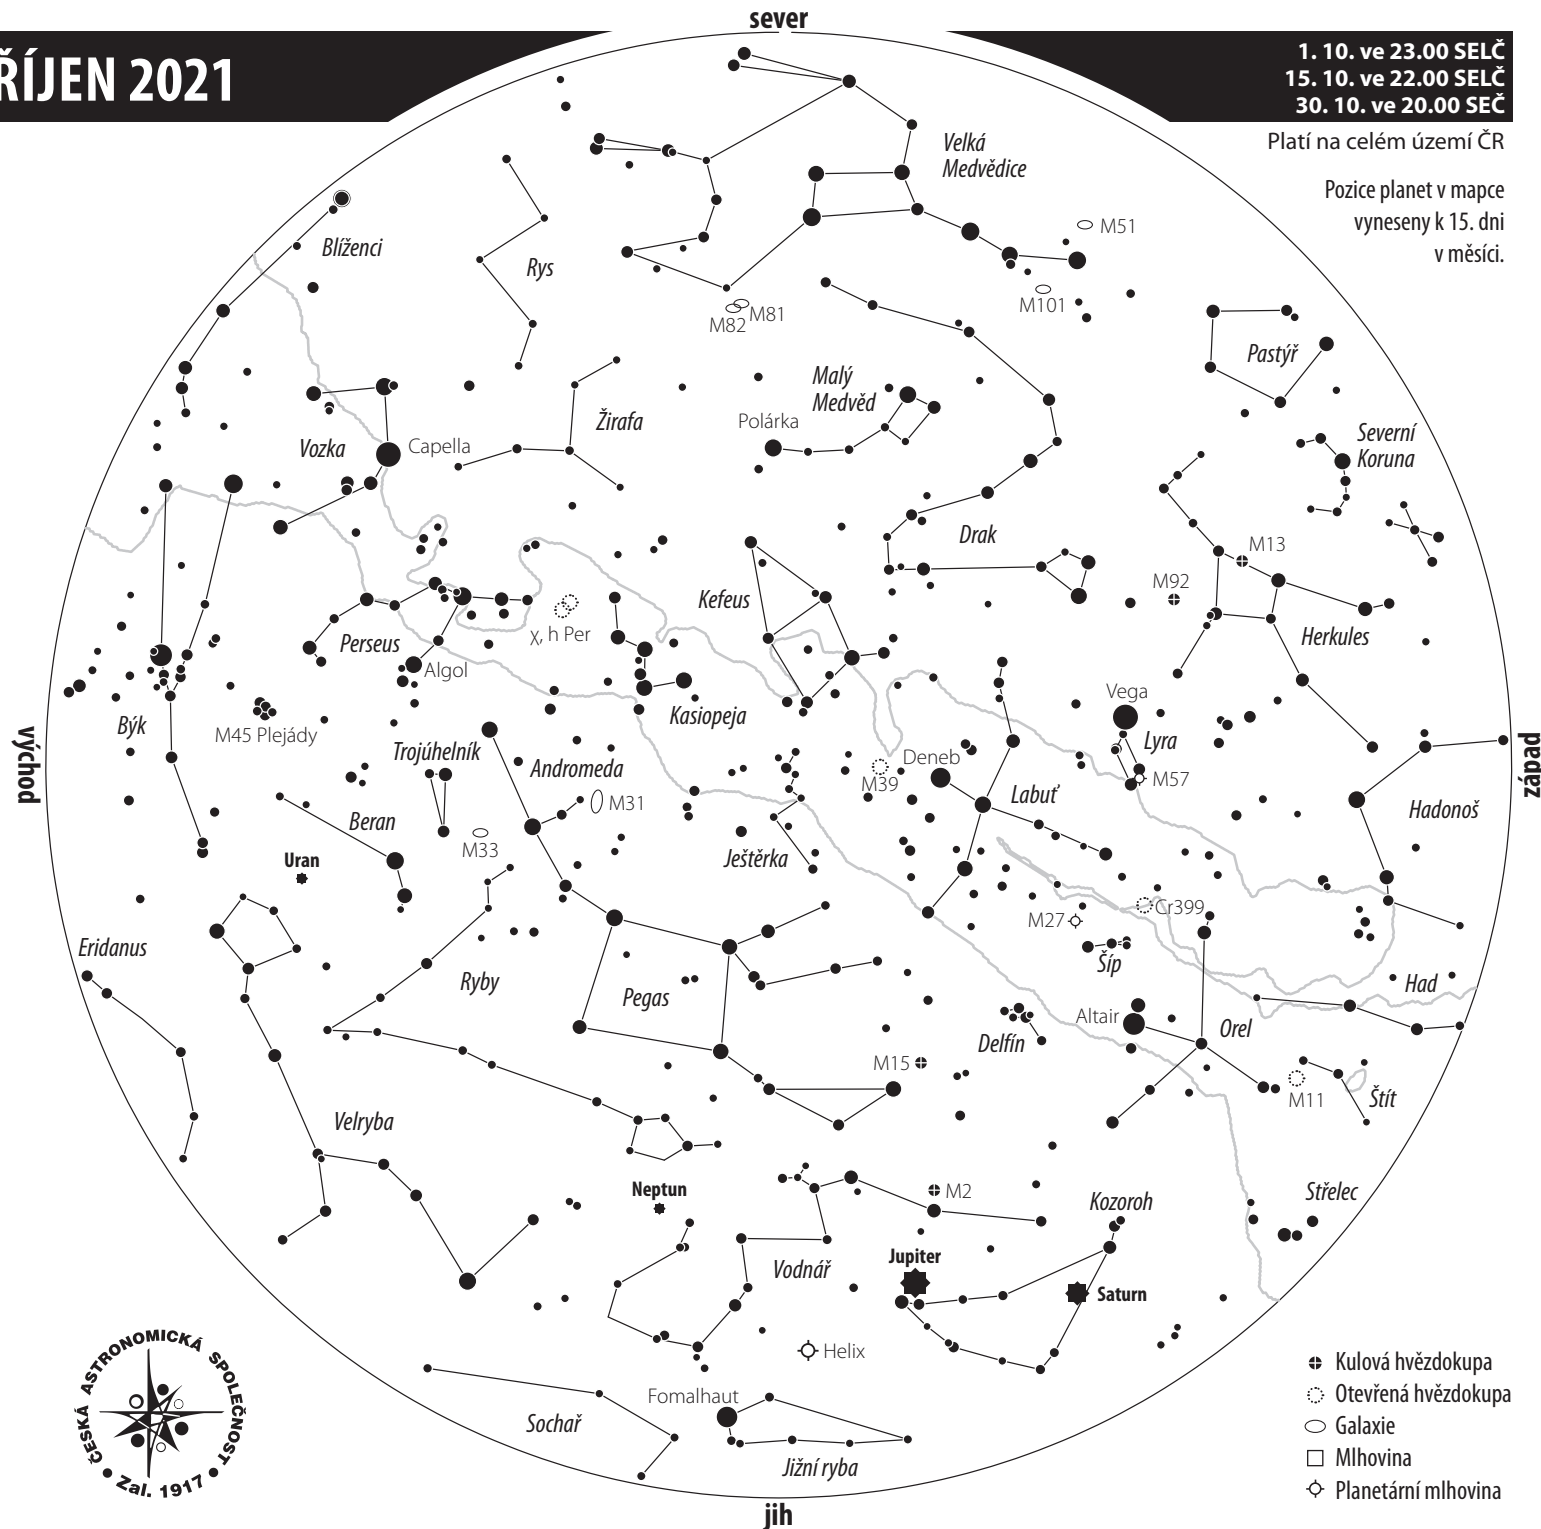 sever
ŘÍJEN 2021
1. 10. ve 23.00 SELČ
15. 10. ve 22.00 SELČ
30. 10. ve 20.00 SEČ
Platí na celém území ČR
Pozice planet v mapce
vyneseny k 15. dni
v měsíci.
Velká
Medvědice
M51
Blíženci
Rys
M101
M81
M82
Pastýř
Malý
Medvěd
Žirafa
Polárka
Severní
Koruna
Vozka
Capella
Drak
M13
M92
Kefeus
χ, h Per
Perseus
Herkules
Algol
Vega
Kasiopeja
Býk
M45 Plejády
Lyra
východ
západ
Trojúhelník
Andromeda
Deneb
M39
M57
Labuť
M31
Hadonoš
Beran
M33
Ještěrka
Uran
Cr399
M27
Eridanus
Šíp
Ryby
Pegas
Had
Altair
Orel
Delfín
M15
M11
Štít
Velryba
Neptun
M2
Střelec
Kozoroh
Jupiter
Vodnář
Saturn
Helix
Fomalhaut
Sochař
Jižní ryba
jih
ČESKÁ ASTRONOMICKÁ SPOLEČNOST
Zal. 1917
Kulová hvězdokupa
Otevřená hvězdokupa
Galaxie
Mlhovina
Planetární mlhovina